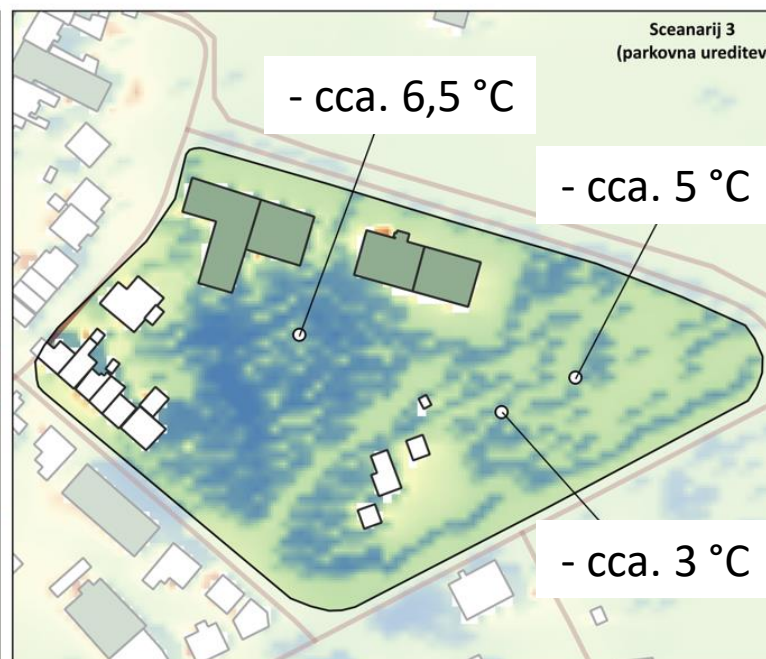 Sceanarij 3
(parkovna ureditev
- cca. 6,5 °C
- cca. 5 °C
- cca. 3 °C